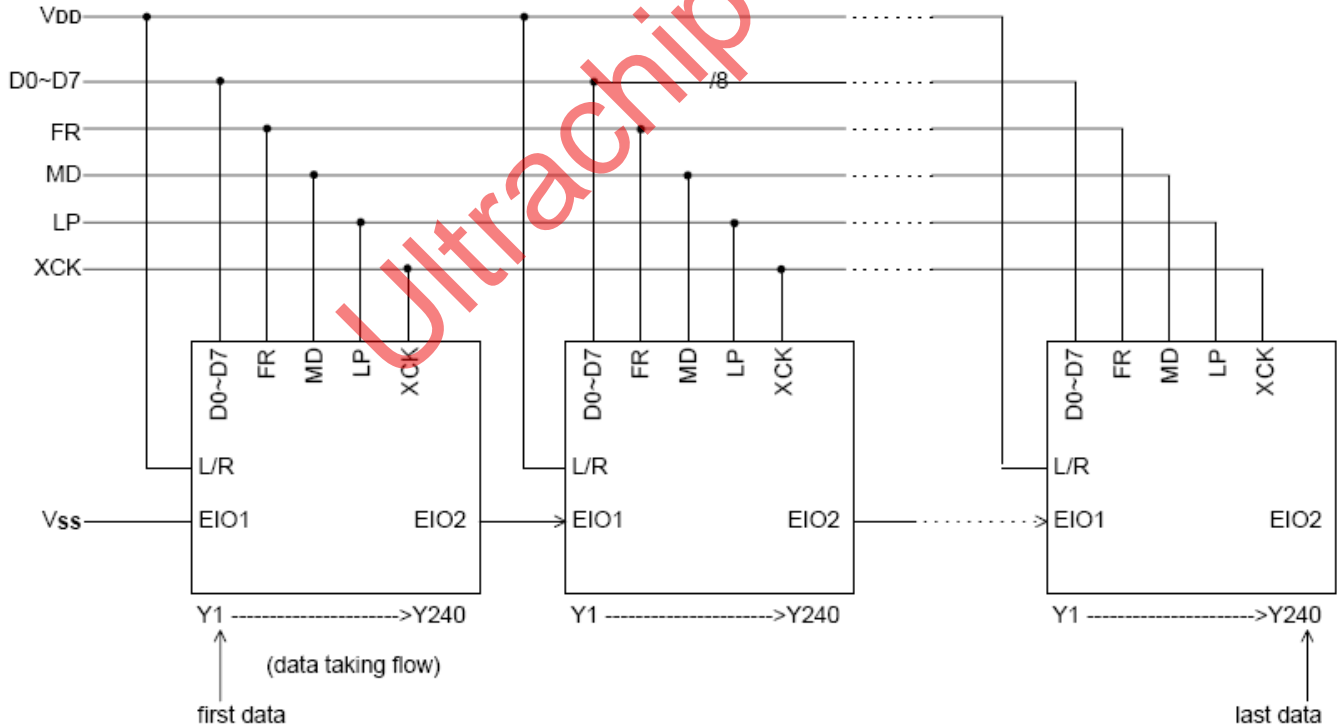 VDD
D0~D7
/8
FR
MD
LP
XCK
Ultrachip
D0~D7 FR MD LP XCK
D0~D7 FR MD LP XCK
D0~D7 FR MD LP XCK
L/R
L/R
L/R
Vss
EIO1 EIO2
EIO1 EIO2
EIO1 EIO2
Y1 ---------------------->Y240
Y1 ---------------------->Y240
Y1 ---------------------->Y240
(data taking flow)
first data
last data